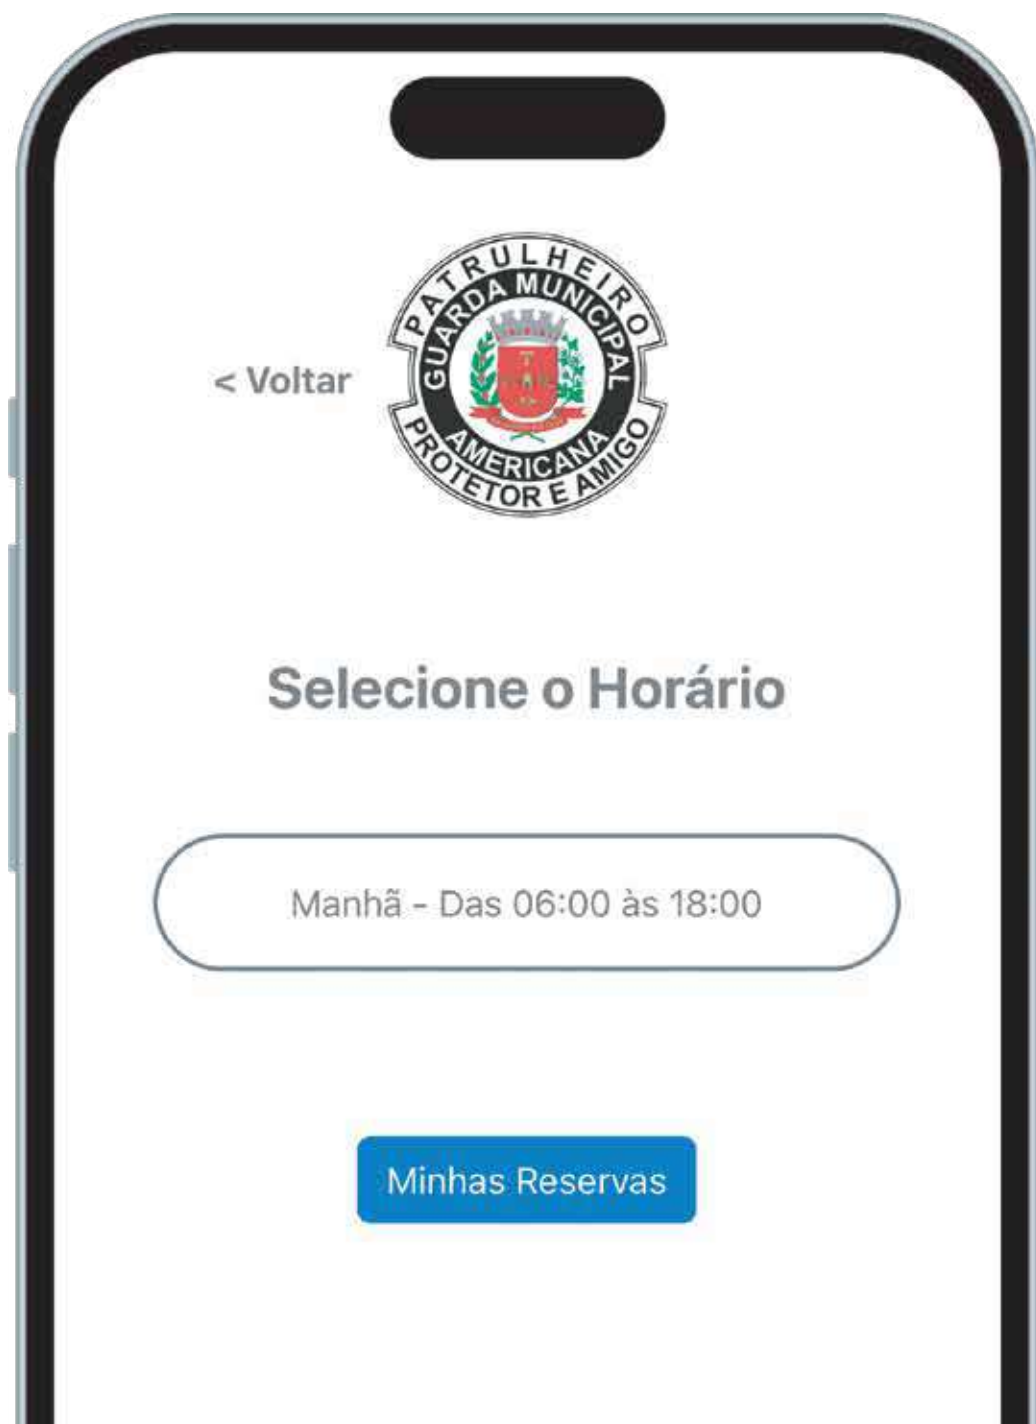 PATRULHEIRO
GUARDA MUNICIPAL
AMERICANA
PROTETOR E AMIGO
< Voltar
Selecione o Horário
Manhã - Das 06:00 às 18:00
Minhas Reservas